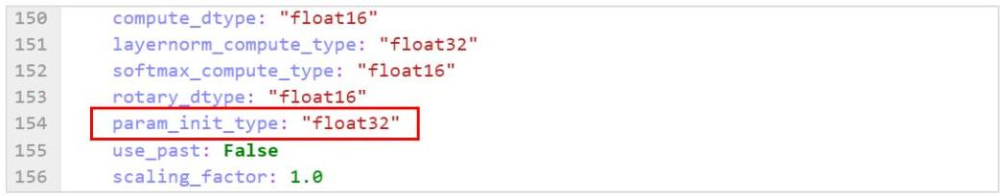 150 compute_dtype: "float16"
151 layernorm_compute_type: "float32"
152 softmax_compute_type: "float16"
153 rotary_dtype: "float16"
154 param_init_type: "float32"
155 use_past: False
156 scaling_factor: 1.0